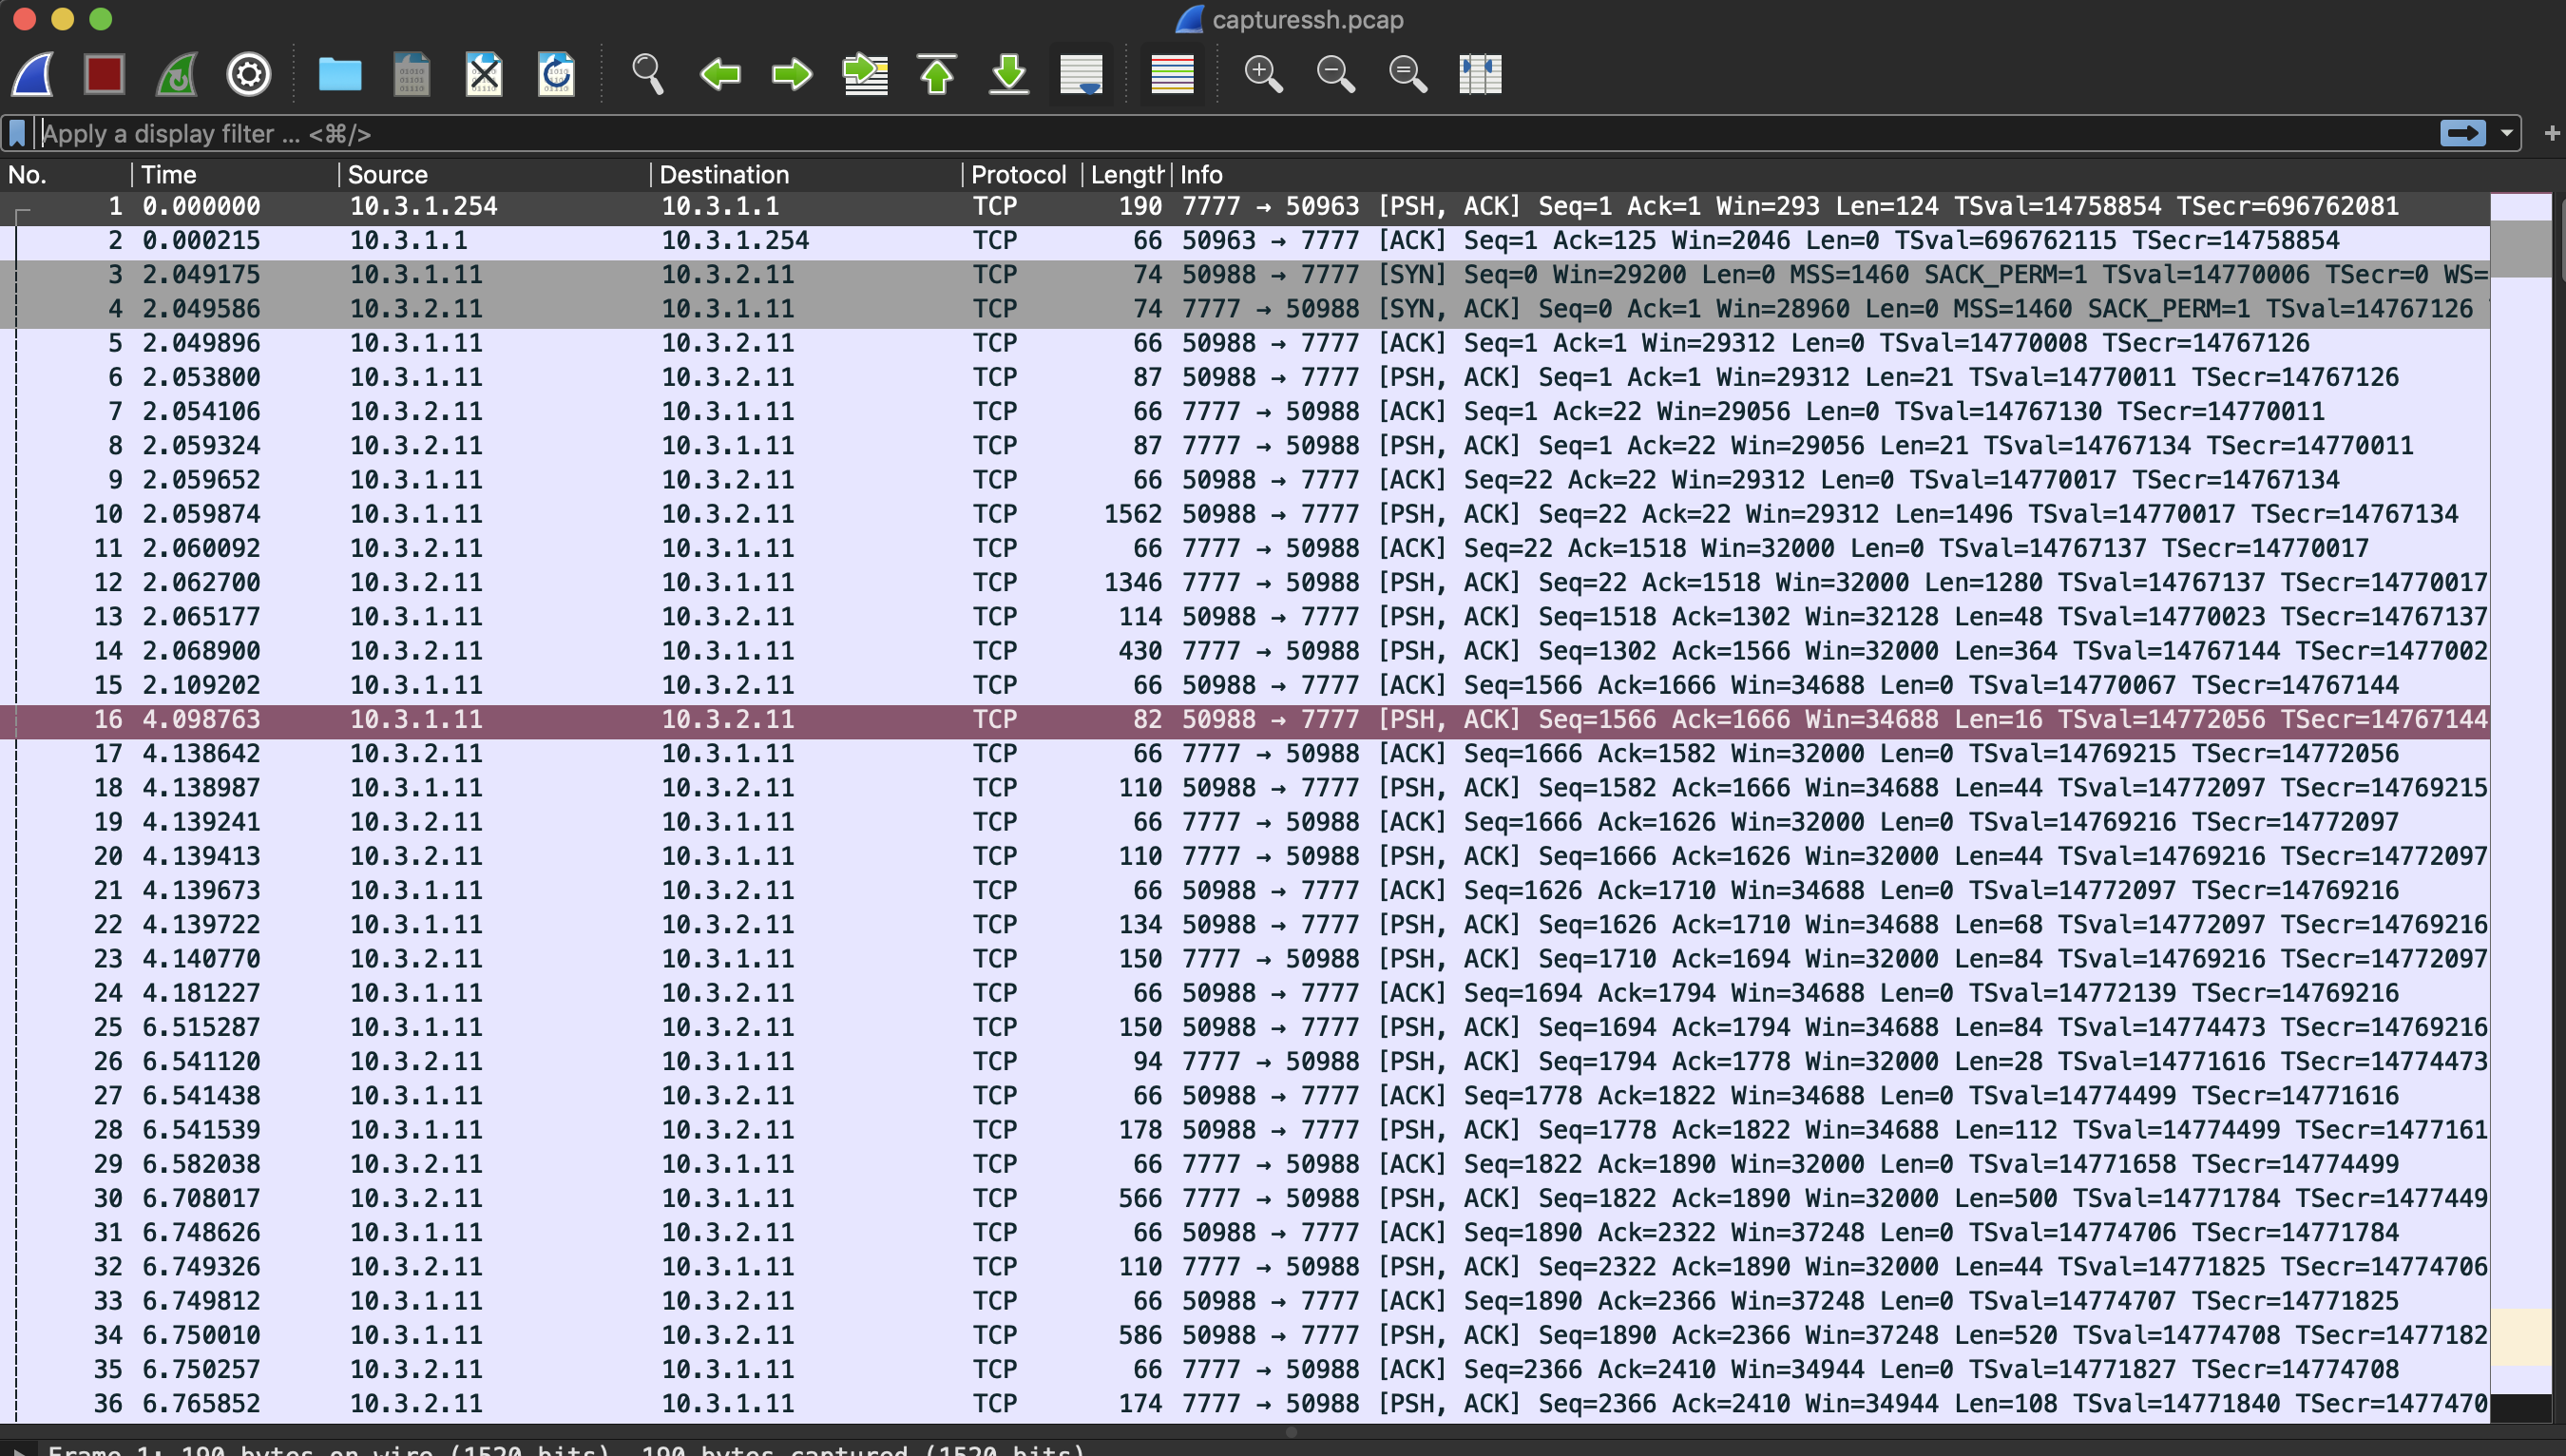 capturessh.pcap
Apply a display filter ... <⌘/>
No. Time Source Destination Protocol Length Info
1 0.000000 10.3.1.254 10.3.1.1 TCP 190 7777 → 50963 [PSH, ACK] Seq=1 Ack=1 Win=293 Len=124 TSval=14758854 TSecr=696762081
2 0.000215 10.3.1.1 10.3.1.254 TCP 66 50963 → 7777 [ACK] Seq=1 Ack=125 Win=2046 Len=0 TSval=696762115 TSecr=14758854
3 2.049175 10.3.1.11 10.3.2.11 TCP 74 50988 → 7777 [SYN] Seq=0 Win=29200 Len=0 MSS=1460 SACK_PERM=1 TSval=14770006 TSecr=0 WS=
4 2.049586 10.3.2.11 10.3.1.11 TCP 74 7777 → 50988 [SYN, ACK] Seq=0 Ack=1 Win=28960 Len=0 MSS=1460 SACK_PERM=1 TSval=14767126
5 2.049896 10.3.1.11 10.3.2.11 TCP 66 50988 → 7777 [ACK] Seq=1 Ack=1 Win=29312 Len=0 TSval=14770008 TSecr=14767126
6 2.053800 10.3.1.11 10.3.2.11 TCP 87 50988 → 7777 [PSH, ACK] Seq=1 Ack=1 Win=29312 Len=21 TSval=14770011 TSecr=14767126
7 2.054106 10.3.2.11 10.3.1.11 TCP 66 7777 → 50988 [ACK] Seq=1 Ack=22 Win=29056 Len=0 TSval=14767130 TSecr=14770011
8 2.059324 10.3.2.11 10.3.1.11 TCP 87 7777 → 50988 [PSH, ACK] Seq=1 Ack=22 Win=29056 Len=21 TSval=14767134 TSecr=14770011
9 2.059652 10.3.1.11 10.3.2.11 TCP 66 50988 → 7777 [ACK] Seq=22 Ack=22 Win=29312 Len=0 TSval=14770017 TSecr=14767134
10 2.059874 10.3.1.11 10.3.2.11 TCP 1562 50988 → 7777 [PSH, ACK] Seq=22 Ack=22 Win=29312 Len=1496 TSval=14770017 TSecr=14767134
11 2.060092 10.3.2.11 10.3.1.11 TCP 66 7777 → 50988 [ACK] Seq=22 Ack=1518 Win=32000 Len=0 TSval=14767137 TSecr=14770017
12 2.062700 10.3.2.11 10.3.1.11 TCP 1346 7777 → 50988 [PSH, ACK] Seq=22 Ack=1518 Win=32000 Len=1280 TSval=14767137 TSecr=14770017
13 2.065177 10.3.1.11 10.3.2.11 TCP 114 50988 → 7777 [PSH, ACK] Seq=1518 Ack=1302 Win=32128 Len=48 TSval=14770023 TSecr=14767137
14 2.068900 10.3.2.11 10.3.1.11 TCP 430 7777 → 50988 [PSH, ACK] Seq=1302 Ack=1566 Win=32000 Len=364 TSval=14767144 TSecr=1477002
15 2.109202 10.3.1.11 10.3.2.11 TCP 66 50988 → 7777 [ACK] Seq=1566 Ack=1666 Win=34688 Len=0 TSval=14770067 TSecr=14767144
16 4.098763 10.3.1.11 10.3.2.11 TCP 82 50988 → 7777 [PSH, ACK] Seq=1566 Ack=1666 Win=34688 Len=16 TSval=14772056 TSecr=14767144
17 4.138642 10.3.2.11 10.3.1.11 TCP 66 7777 → 50988 [ACK] Seq=1666 Ack=1582 Win=32000 Len=0 TSval=14769215 TSecr=14772056
18 4.138987 10.3.1.11 10.3.2.11 TCP 110 50988 → 7777 [PSH, ACK] Seq=1582 Ack=1666 Win=34688 Len=44 TSval=14772097 TSecr=14769215
19 4.139241 10.3.2.11 10.3.1.11 TCP 66 7777 → 50988 [ACK] Seq=1666 Ack=1626 Win=32000 Len=0 TSval=14769216 TSecr=14772097
20 4.139413 10.3.2.11 10.3.1.11 TCP 110 7777 → 50988 [PSH, ACK] Seq=1666 Ack=1626 Win=32000 Len=44 TSval=14769216 TSecr=14772097
21 4.139673 10.3.1.11 10.3.2.11 TCP 66 50988 → 7777 [ACK] Seq=1626 Ack=1710 Win=34688 Len=0 TSval=14772097 TSecr=14769216
22 4.139722 10.3.1.11 10.3.2.11 TCP 134 50988 → 7777 [PSH, ACK] Seq=1626 Ack=1710 Win=34688 Len=68 TSval=14772097 TSecr=14769216
23 4.140770 10.3.2.11 10.3.1.11 TCP 150 7777 → 50988 [PSH, ACK] Seq=1710 Ack=1694 Win=32000 Len=84 TSval=14769216 TSecr=14772097
24 4.181227 10.3.1.11 10.3.2.11 TCP 66 50988 → 7777 [ACK] Seq=1694 Ack=1794 Win=34688 Len=0 TSval=14772139 TSecr=14769216
25 6.515287 10.3.1.11 10.3.2.11 TCP 150 50988 → 7777 [PSH, ACK] Seq=1694 Ack=1794 Win=34688 Len=84 TSval=14774473 TSecr=14769216
26 6.541120 10.3.2.11 10.3.1.11 TCP 94 7777 → 50988 [PSH, ACK] Seq=1794 Ack=1778 Win=32000 Len=28 TSval=14771616 TSecr=14774473
27 6.541438 10.3.1.11 10.3.2.11 TCP 66 50988 → 7777 [ACK] Seq=1778 Ack=1822 Win=34688 Len=0 TSval=14774499 TSecr=14771616
28 6.541539 10.3.1.11 10.3.2.11 TCP 178 50988 → 7777 [PSH, ACK] Seq=1778 Ack=1822 Win=34688 Len=112 TSval=14774499 TSecr=1477161
29 6.582038 10.3.2.11 10.3.1.11 TCP 66 7777 → 50988 [ACK] Seq=1822 Ack=1890 Win=32000 Len=0 TSval=14771658 TSecr=14774499
30 6.708017 10.3.2.11 10.3.1.11 TCP 566 7777 → 50988 [PSH, ACK] Seq=1822 Ack=1890 Win=32000 Len=500 TSval=14771784 TSecr=1477449
31 6.748626 10.3.1.11 10.3.2.11 TCP 66 50988 → 7777 [ACK] Seq=1890 Ack=2322 Win=37248 Len=0 TSval=14774706 TSecr=14771784
32 6.749326 10.3.2.11 10.3.1.11 TCP 110 7777 → 50988 [PSH, ACK] Seq=2322 Ack=1890 Win=32000 Len=44 TSval=14771825 TSecr=14774706
33 6.749812 10.3.1.11 10.3.2.11 TCP 66 50988 → 7777 [ACK] Seq=1890 Ack=2366 Win=37248 Len=0 TSval=14774707 TSecr=14771825
34 6.750010 10.3.1.11 10.3.2.11 TCP 586 50988 → 7777 [PSH, ACK] Seq=1890 Ack=2366 Win=37248 Len=520 TSval=14774708 TSecr=1477182
35 6.750257 10.3.2.11 10.3.1.11 TCP 66 7777 → 50988 [ACK] Seq=2366 Ack=2410 Win=34944 Len=0 TSval=14771827 TSecr=14774708
36 6.765852 10.3.2.11 10.3.1.11 TCP 174 7777 → 50988 [PSH, ACK] Seq=2366 Ack=2410 Win=34944 Len=108 TSval=14771840 TSecr=1477470
Frame 1: 190 bytes on wire (1520 bits), 190 bytes captured (1520 bits)